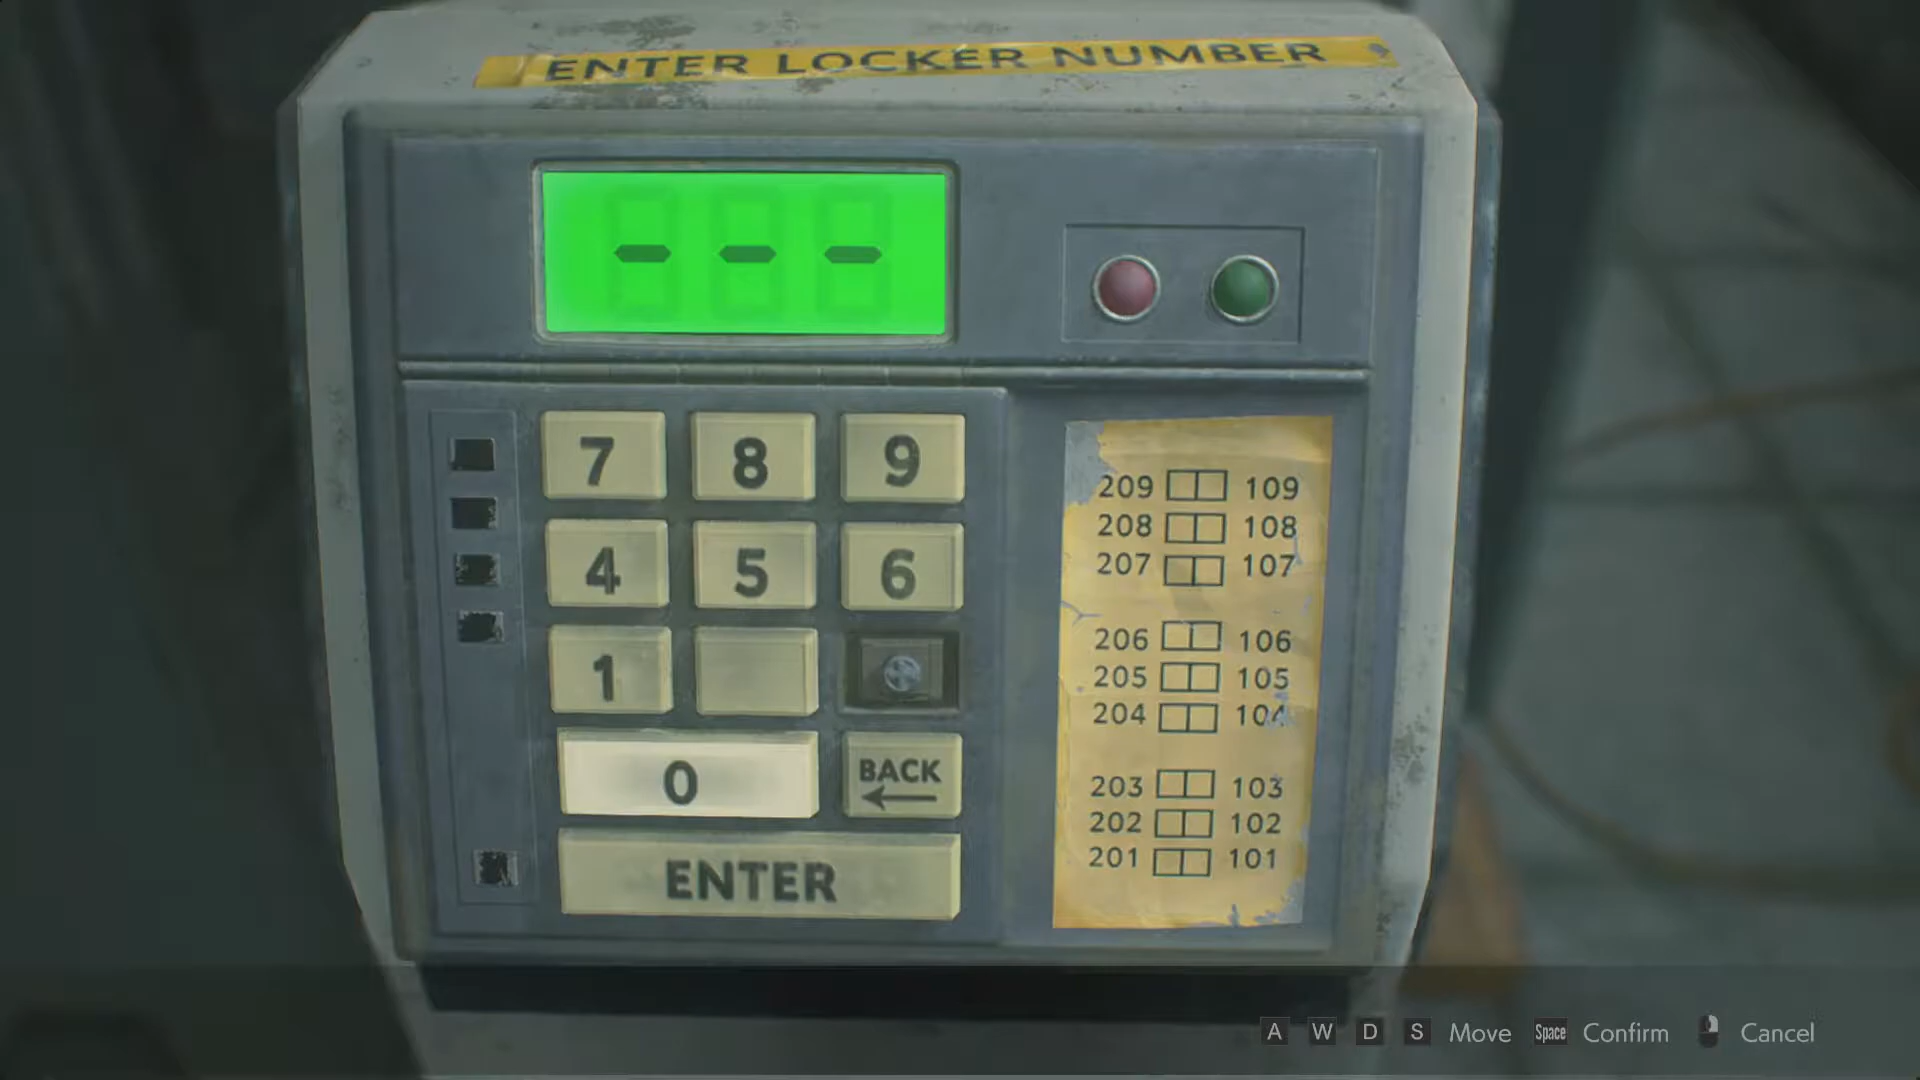 ENTER LOCKER NUMBER
- - -
7 8 9
4 5 6
1
0 BACK
ENTER
209 109
208 108
207 107
206 106
205 105
204 104
203 103
202 102
201 101
A W D S Move Space Confirm Cancel